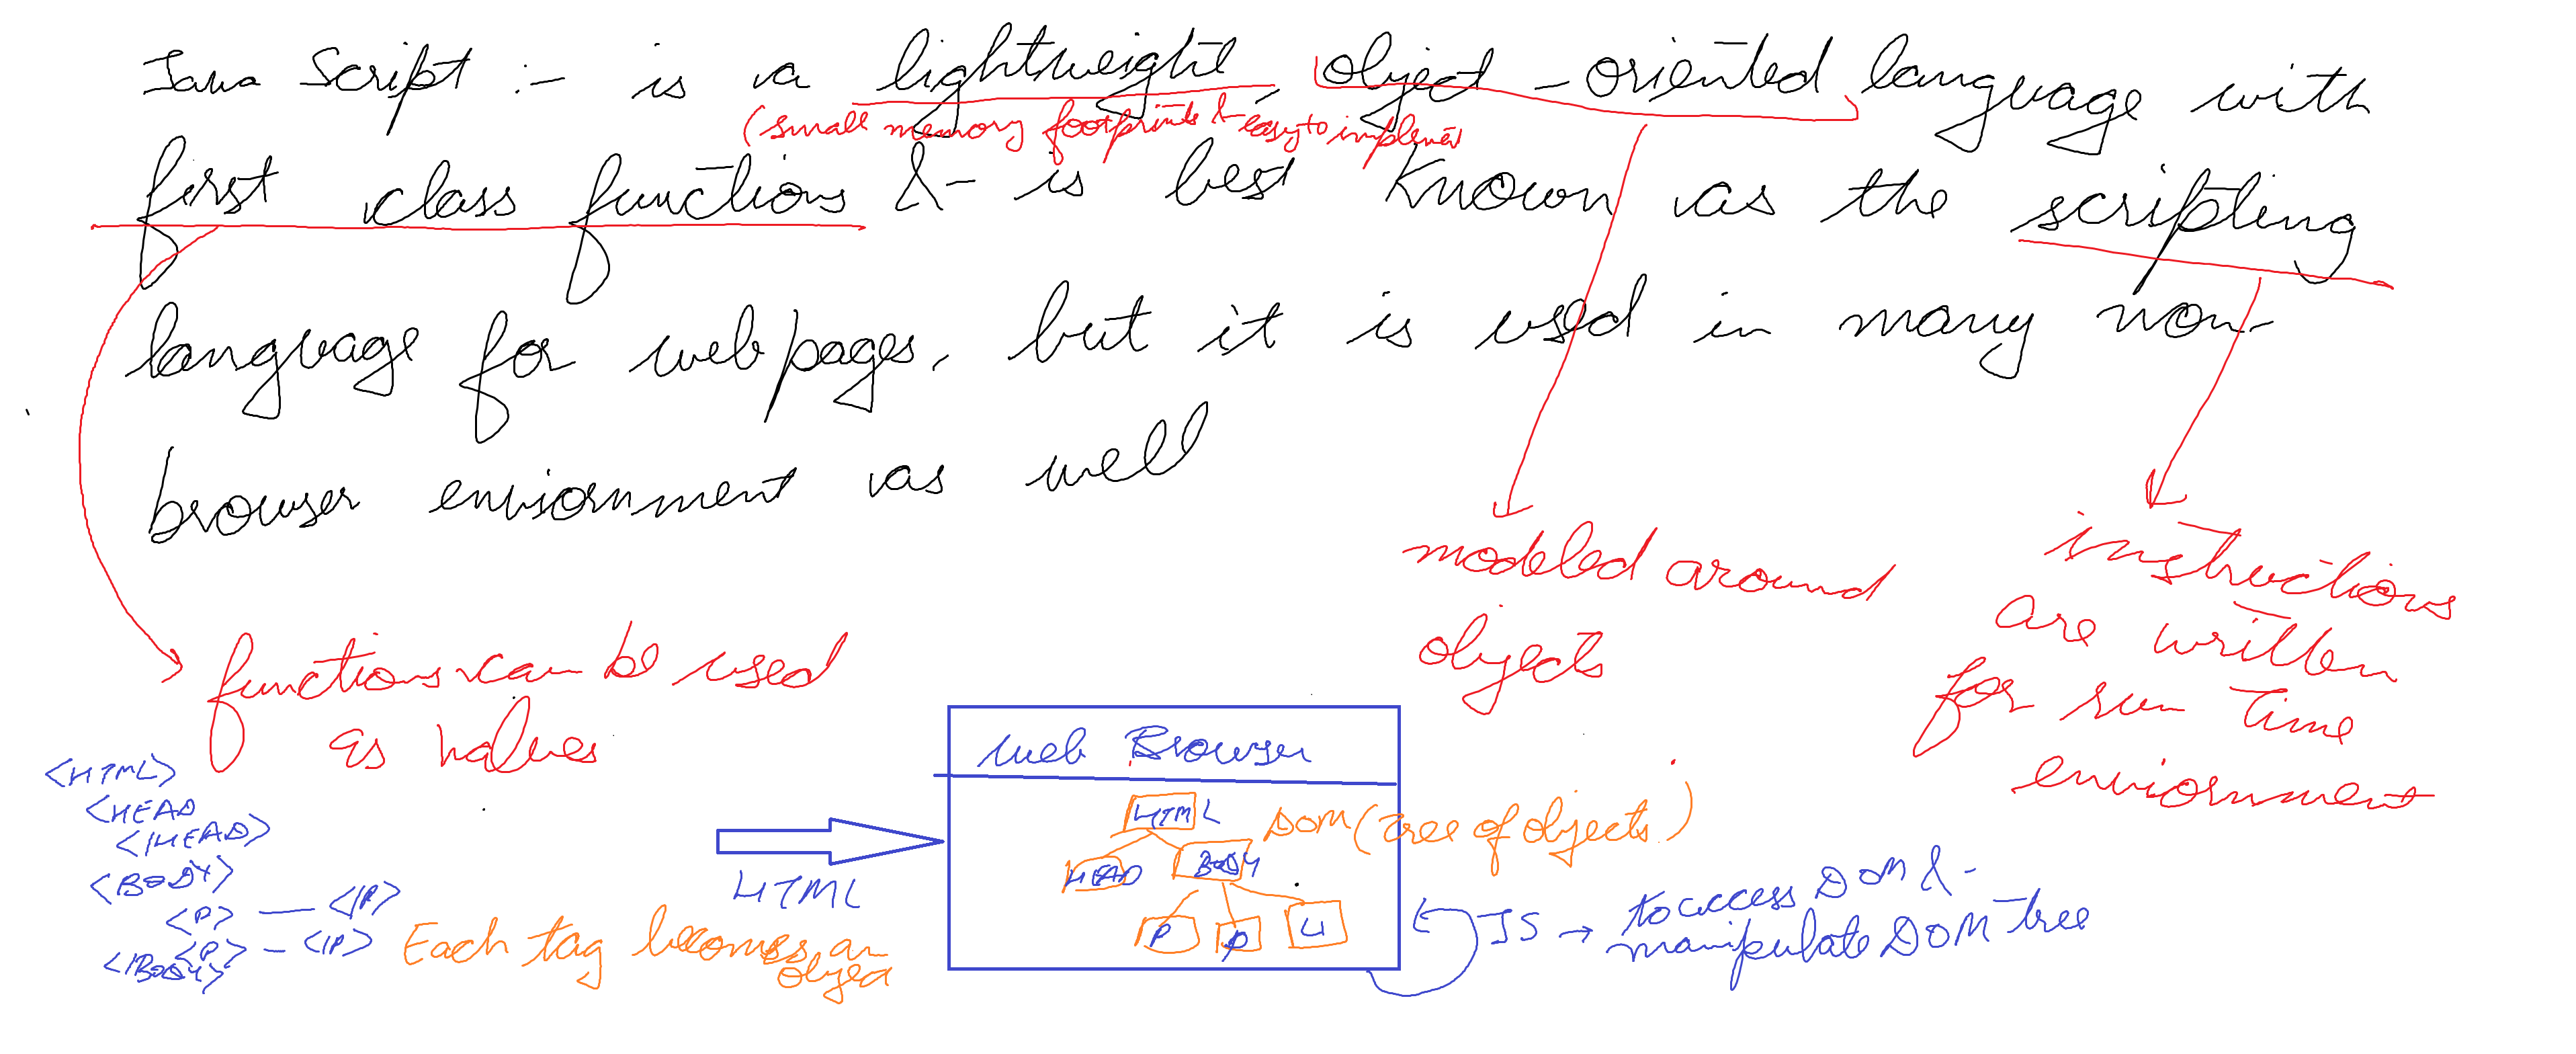 Java Script :- is a lightweight, object-oriented language with
(small memory footprints & easy to implement
first class functions & is best known as the scripting
language for web pages, but it is used in many non-
browser enviornment as well
modeled around
objects
instructions
are written
for run time
enviornment
functions can be used
as values
<HTML>
<HEAD
</HEAD>
<BODY>
<P> — </P>
<P> - </P>
</BODY>
Each tag becomes an
object
HTML
Web Browser
HTML
DOM (tree of objects)
HEAD BODY
P P
JS → to access DOM &
manipulate DOM tree